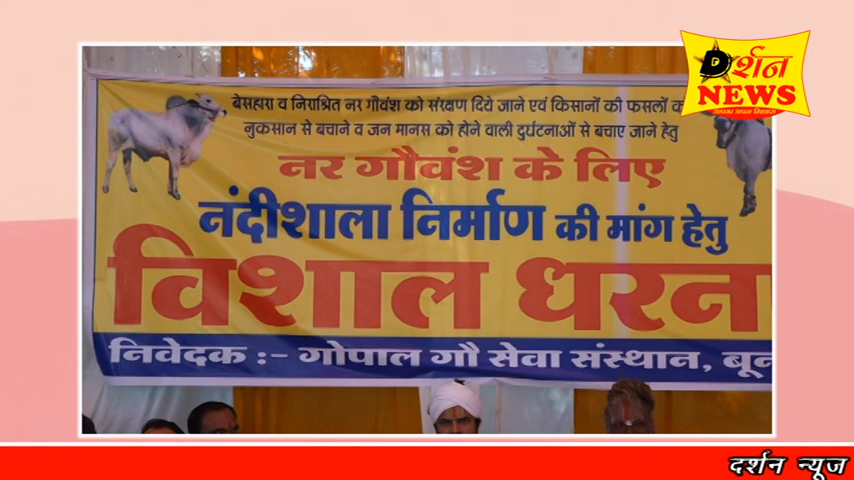 दर्शन
NEWS
बेसहारा व निराश्रित नर गौवंश को संरक्षण दिये जाने एवं किसानों की फसलों
नुकसान से बचाने व जन मानस को होने वाली दुर्घटनाओं से बचाए जाने हेतु
नर गौवंश के लिए
नंदीशाला निर्माण की मांग हेतु
विशाल धरन
निवेदक :- गोपाल गौ सेवा संस्थान,
दर्शन न्यूज